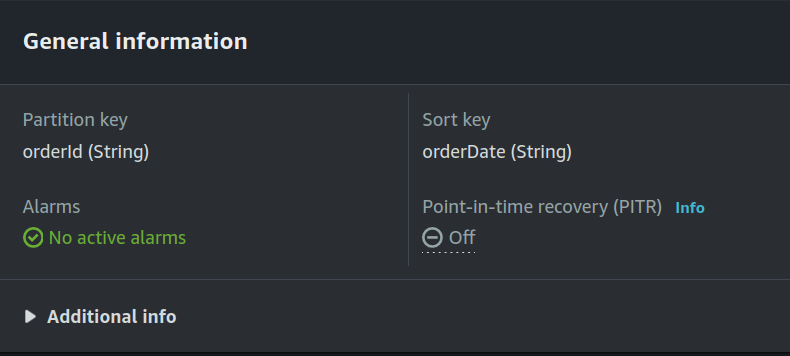 General information
Partition key
orderId (String)
Sort key
orderDate (String)
Alarms
No active alarms
Point-in-time recovery (PITR) Info
Off
Additional info